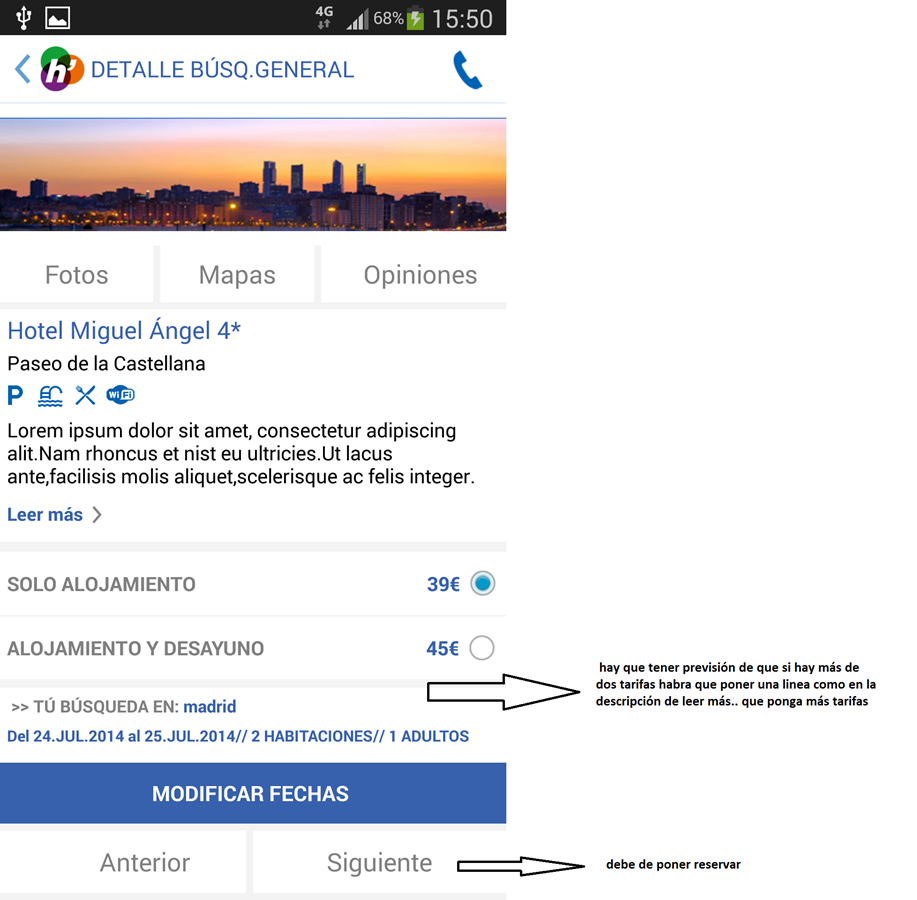 4G 68% 15:50
h' DETALLE BÚSQ.GENERAL
Fotos Mapas Opiniones
Hotel Miguel Ángel 4*
Paseo de la Castellana
P WiFi
Lorem ipsum dolor sit amet, consectetur adipiscing
alit.Nam rhoncus et nist eu ultricies.Ut lacus
ante,facilisis molis aliquet,scelerisque ac felis integer.
Leer más
SOLO ALOJAMIENTO 39€
ALOJAMIENTO Y DESAYUNO 45€
hay que tener previsión de que si hay más de
dos tarifas habra que poner una linea como en la
descripción de leer más.. que ponga más tarifas
>> TÚ BÚSQUEDA EN: madrid
Del 24.JUL.2014 al 25.JUL.2014// 2 HABITACIONES// 1 ADULTOS
MODIFICAR FECHAS
Anterior Siguiente
debe de poner reservar